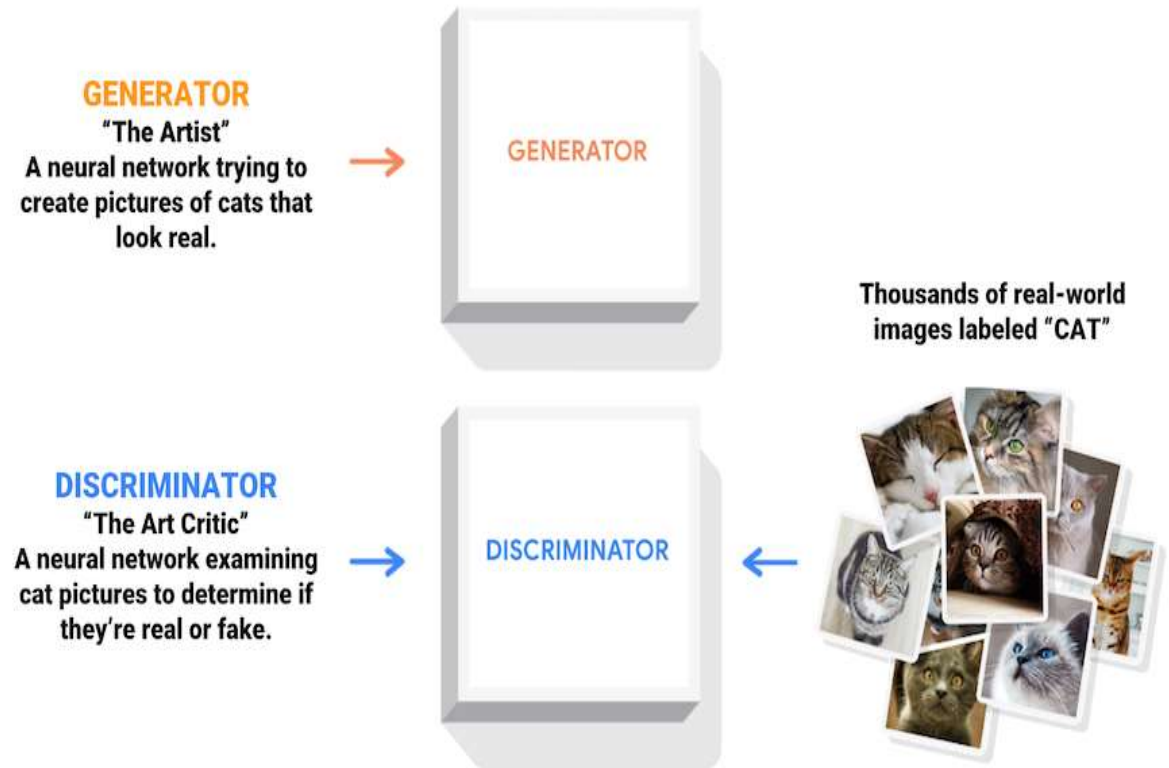 GENERATOR
“The Artist”
A neural network trying to
create pictures of cats that
look real.
GENERATOR
Thousands of real-world
images labeled “CAT”
DISCRIMINATOR
“The Art Critic”
A neural network examining
cat pictures to determine if
they’re real or fake.
DISCRIMINATOR